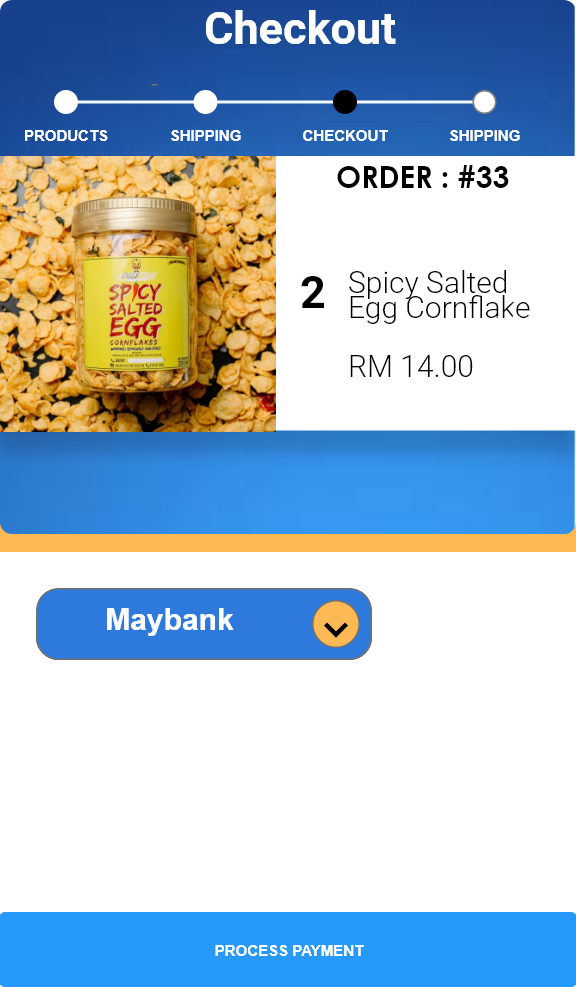 Checkout
PRODUCTS
SHIPPING
CHECKOUT
SHIPPING
ORDER : #33
SPICY
SALTED
EGG
CORNFLAKES
2
Spicy Salted
Egg Cornflake
RM 14.00
Maybank
PROCESS PAYMENT